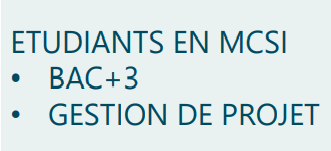 ETUDIANTS EN MCSI
• BAC+3
• GESTION DE PROJET